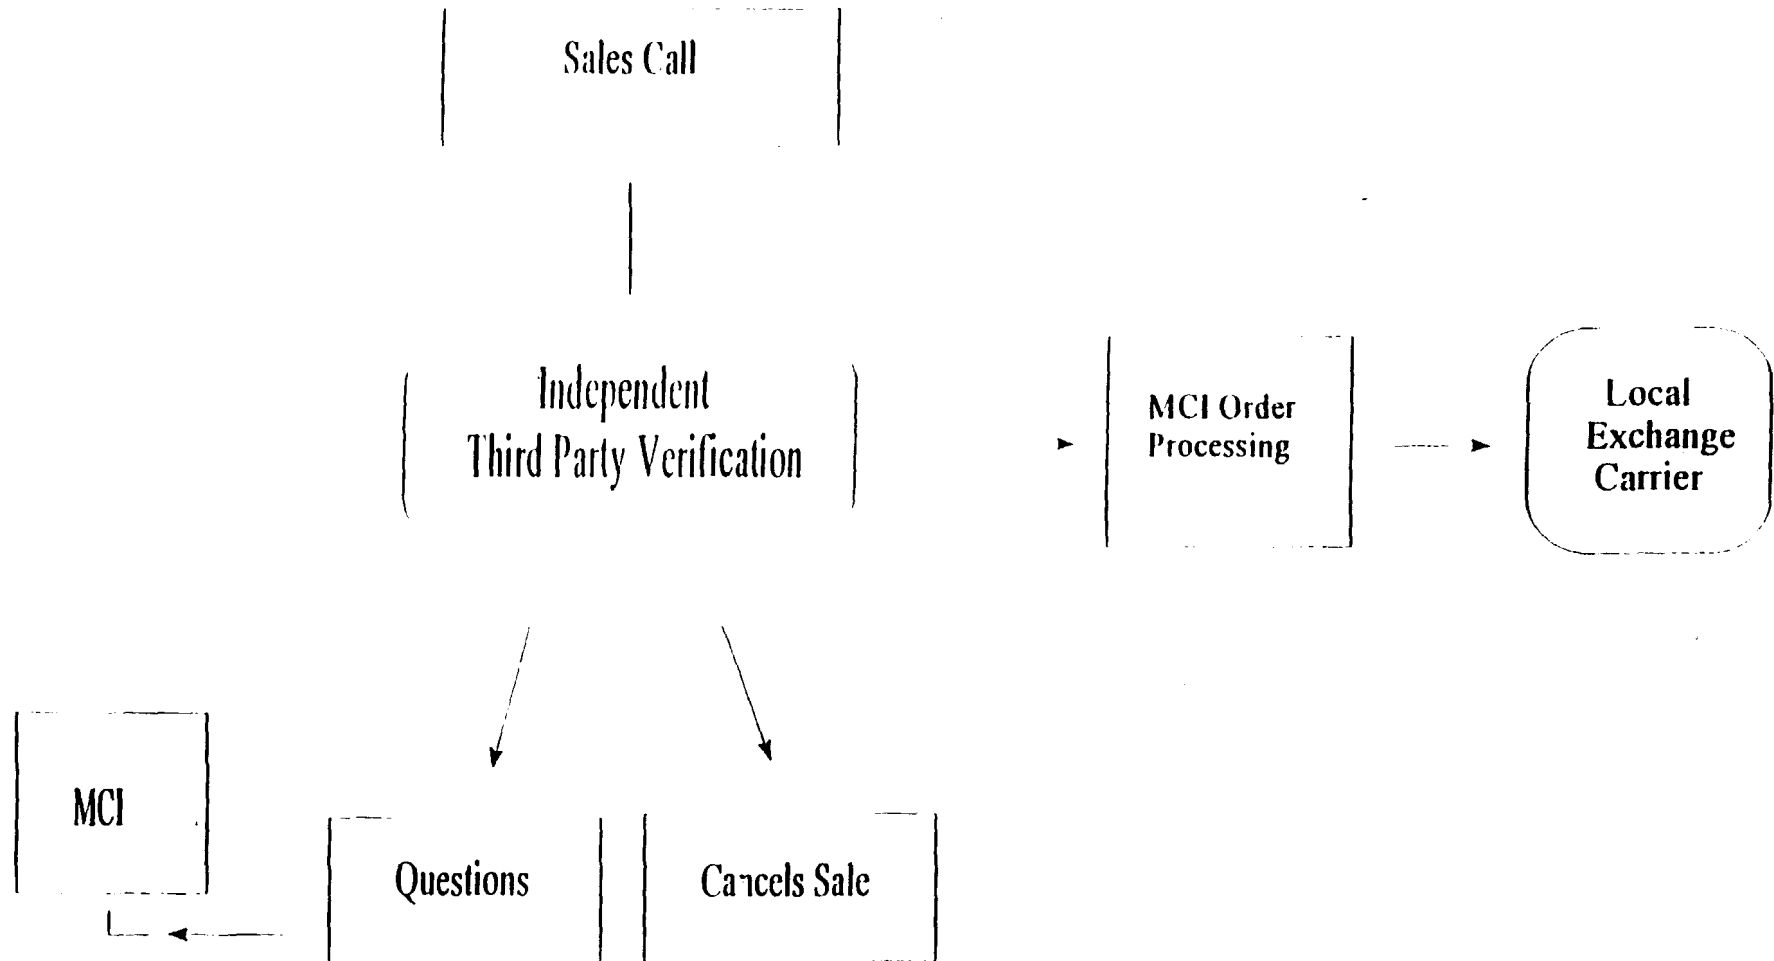 Sales Call
Independent
Third Party Verification
MCI Order
Processing
Local
Exchange
Carrier
MCI
Questions
Cancels Sale